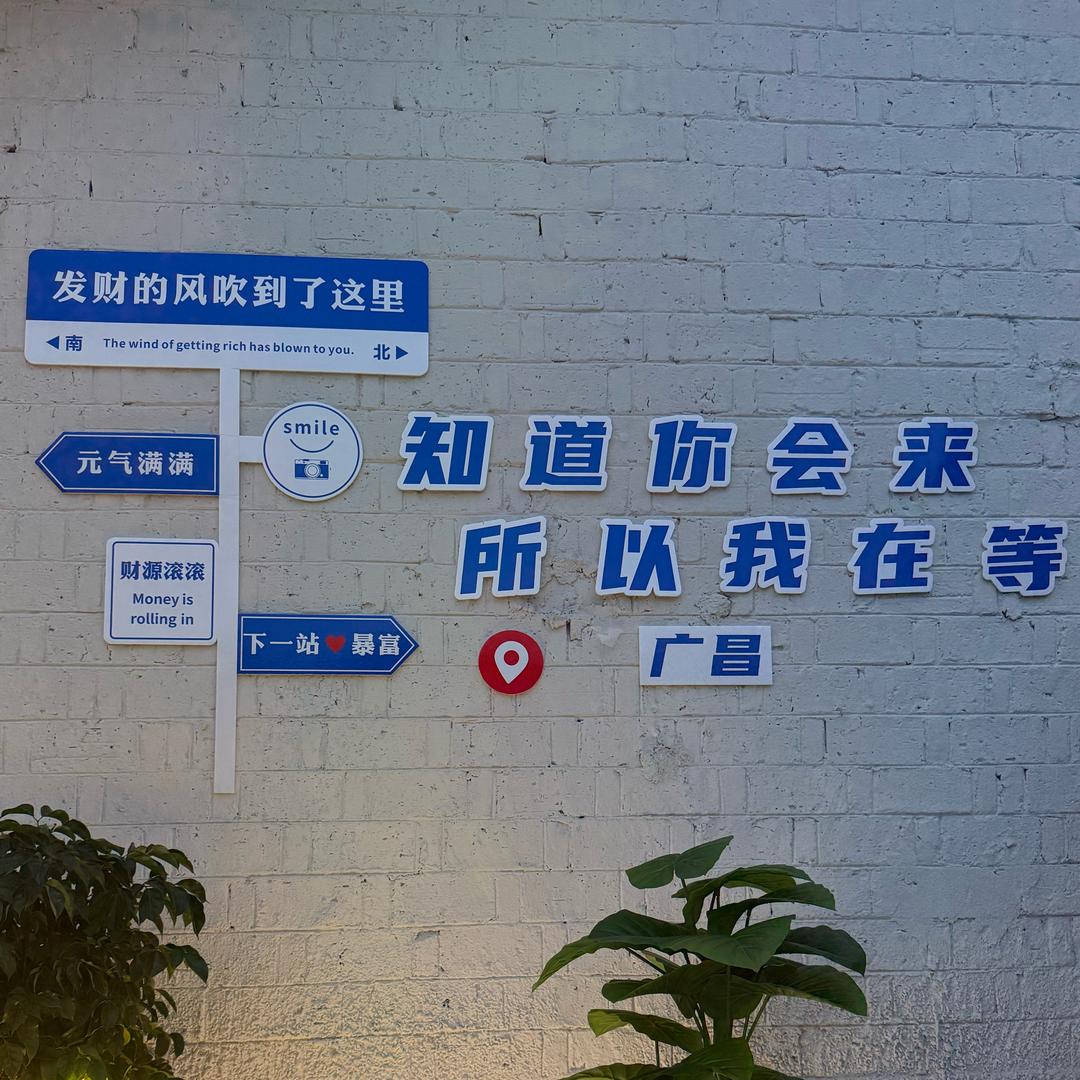 发财的风吹到了这里
◀南 The wind of getting rich has blown to you. 北▶
元气满满
smile
财源滚滚
Money is
rolling in
下一站❤暴富
知道你会来
所以我在等
广昌